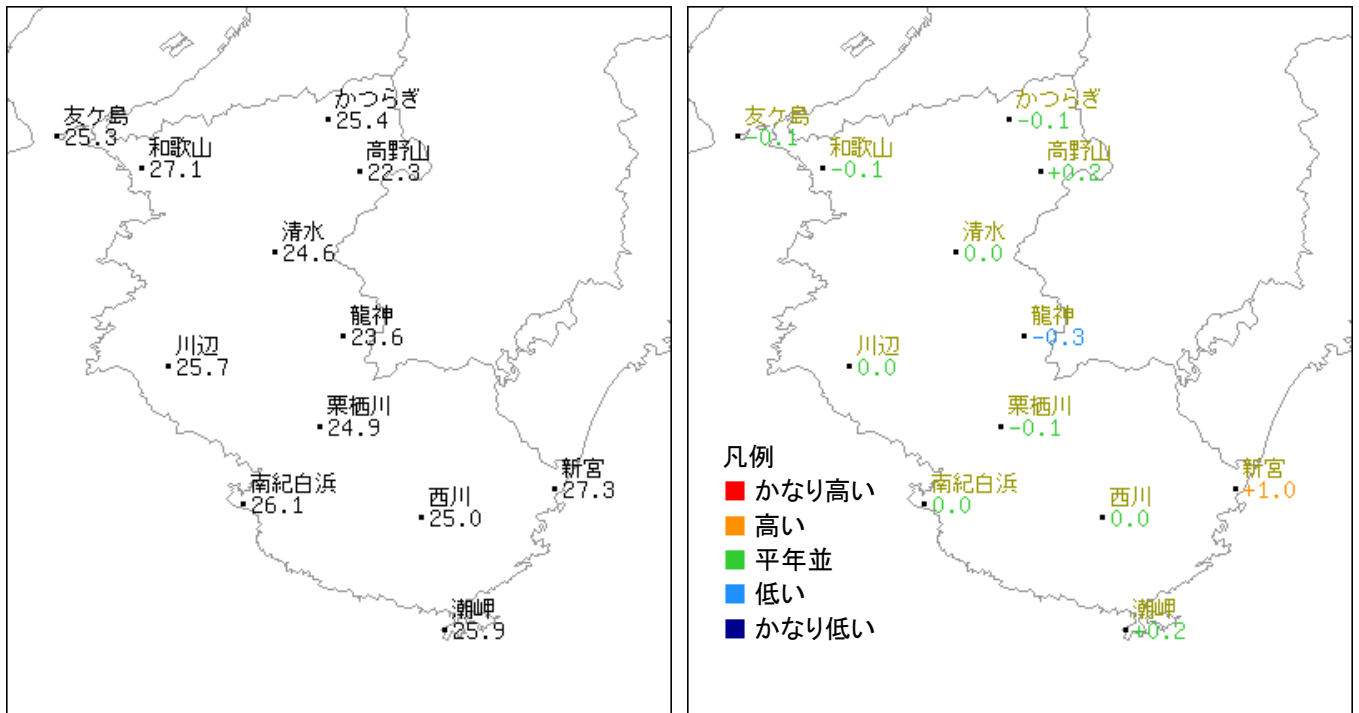 かつらぎ
25.4
友ケ島
25.3
和歌山
27.1
高野山
22.3
清水
24.6
龍神
23.6
川辺
25.7
栗栖川
24.9
南紀白浜
26.1
西川
25.0
新宮
27.3
潮岬
25.9
かつらぎ
-0.1
友ケ島
-0.1
和歌山
-0.1
高野山
+0.2
清水
0.0
龍神
-0.3
川辺
0.0
栗栖川
-0.1
南紀白浜
0.0
西川
0.0
新宮
+1.0
潮岬
+0.2
凡例
かなり高い
高い
平年並
低い
かなり低い